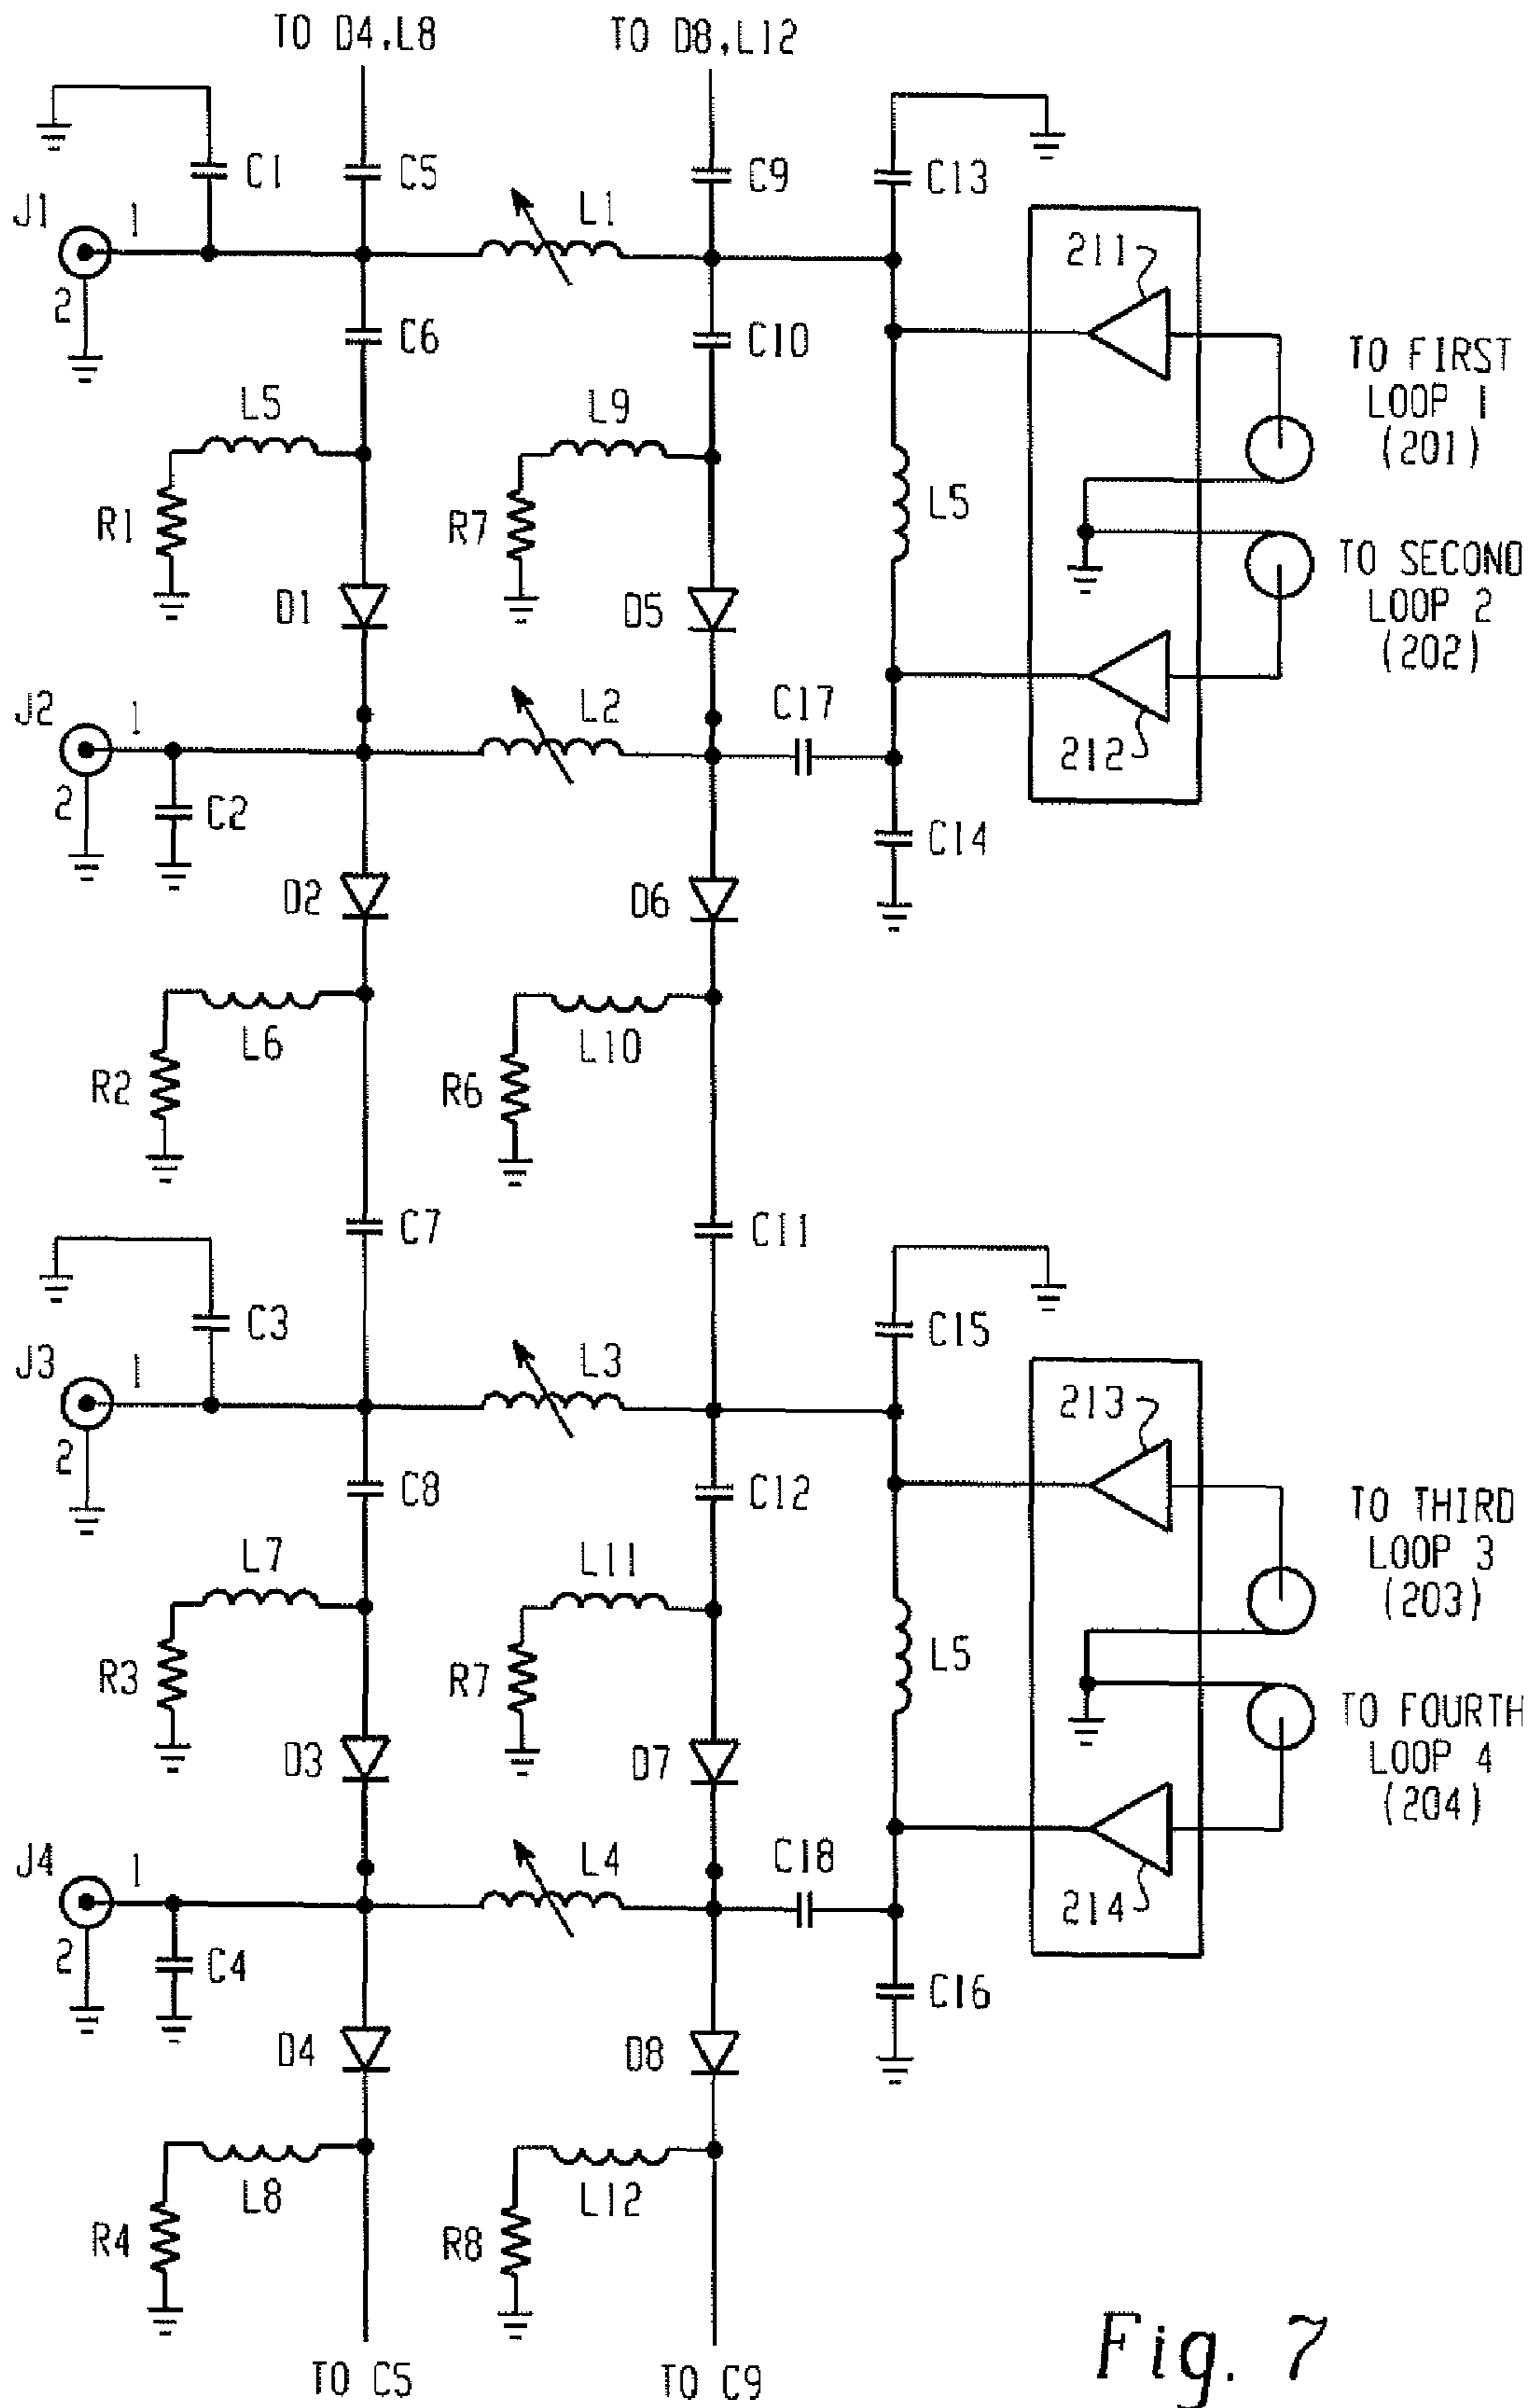 TO D4,L8
TO D8,L12
C1
C5
C9
C13
J1
1
L1
2
211
C6
C10
TO FIRST
LOOP 1
(201)
L5
L9
R1
R7
L5
TO SECOND
LOOP 2
(202)
D1
D5
J2
1
L2
C17
212
2
C2
C14
D2
D6
L6
L10
R2
R6
C7
C11
C3
C15
J3
1
L3
213
2
C8
C12
TO THIRD
LOOP 3
(203)
L7
L11
R3
R7
L5
TO FOURTH
LOOP 4
(204)
D3
D7
J4
1
L4
C18
214
2
C4
C16
D4
D8
L8
L12
R4
R8
TO C5
TO C9
Fig. 7